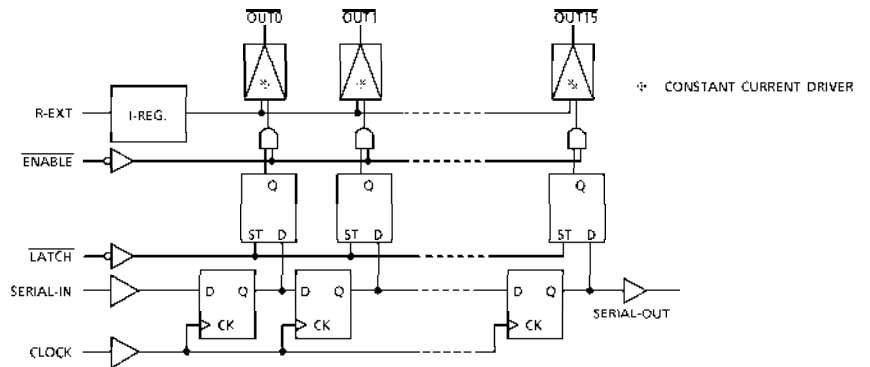 OUT0 OUT1 OUT15
CONSTANT CURRENT DRIVER
R-EXT I-REG.
ENABLE
Q Q Q
ST D ST D ST D
LATCH
SERIAL-IN D Q D Q D Q
SERIAL-OUT
CK CK CK
CLOCK